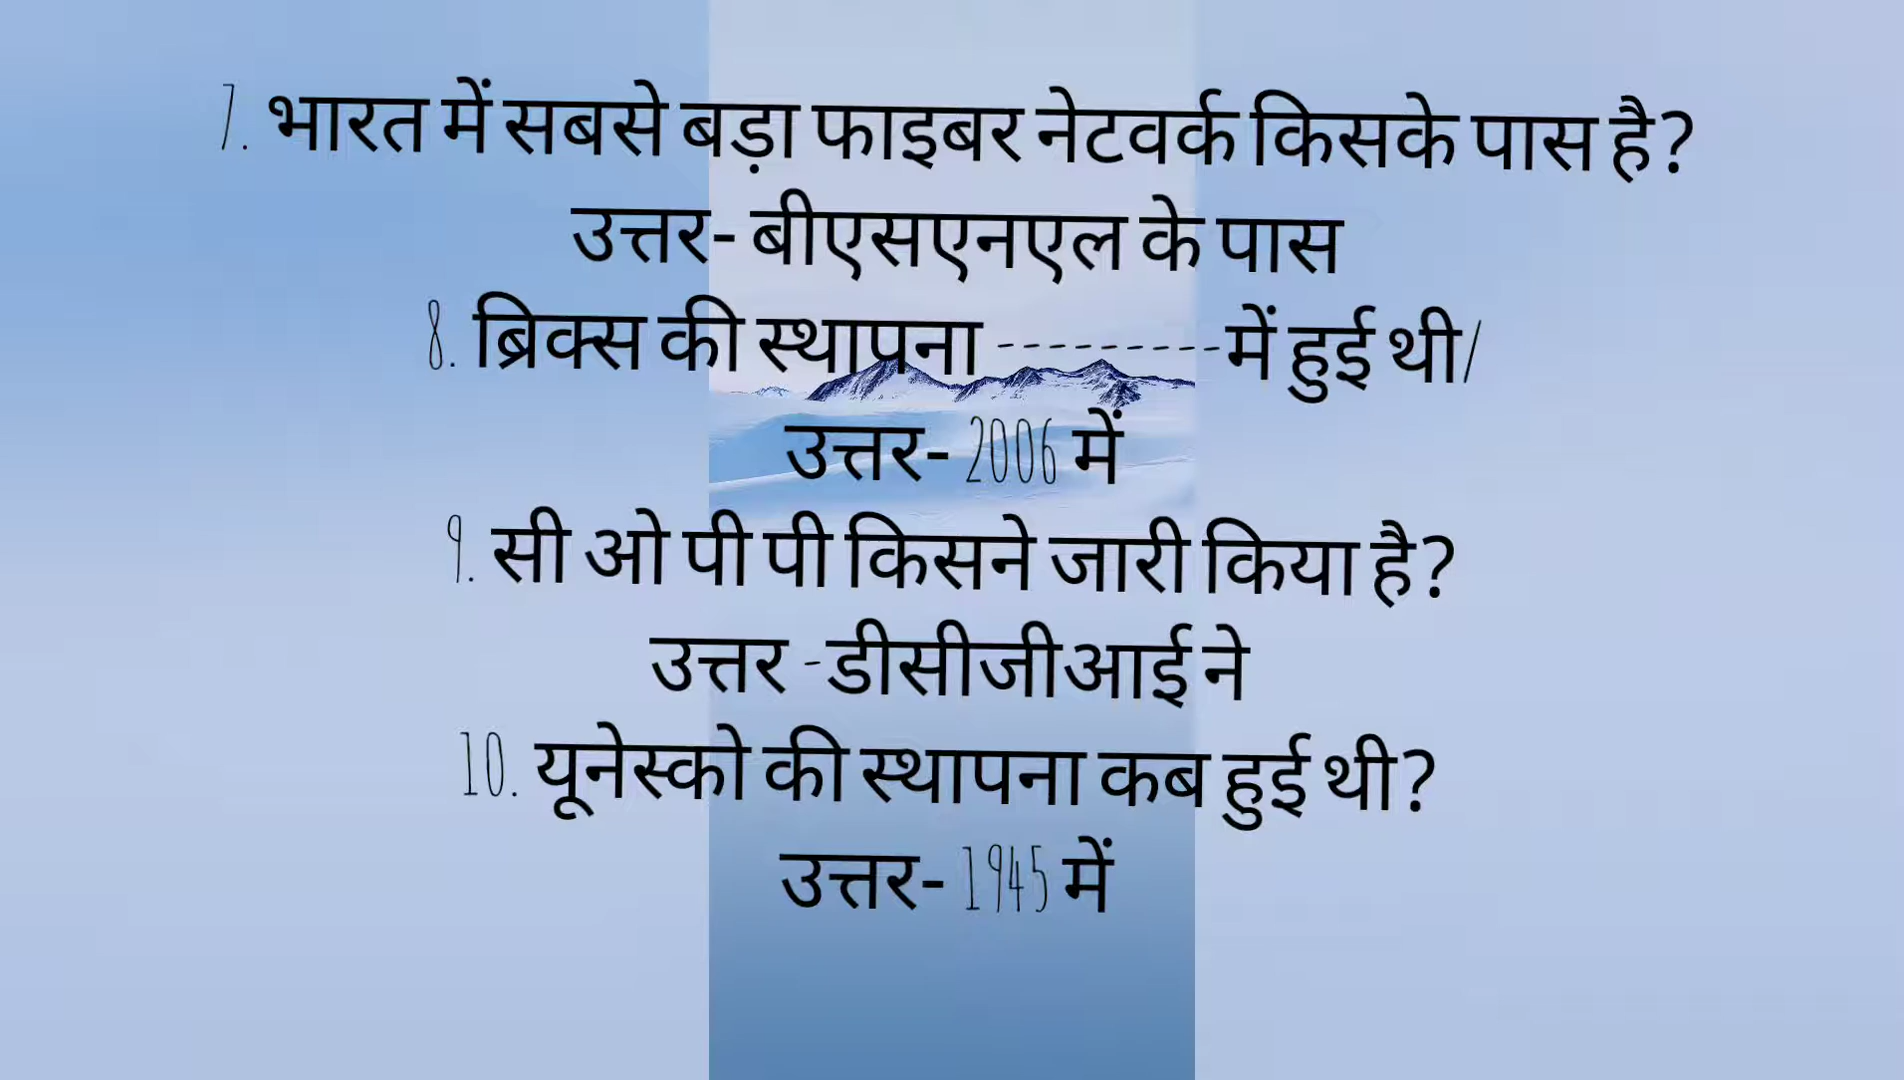 7. भारत में सबसे बड़ा फाइबर नेटवर्क किसके पास है?
उत्तर- बीएसएनएल के पास
8. ब्रिक्स की स्थापना ---------में हुई थी/
उत्तर- 2006 में
9. सी ओ पी पी किसने जारी किया है?
उत्तर -डीसीजीआई ने
10. यूनेस्को की स्थापना कब हुई थी?
उत्तर- 1945 में